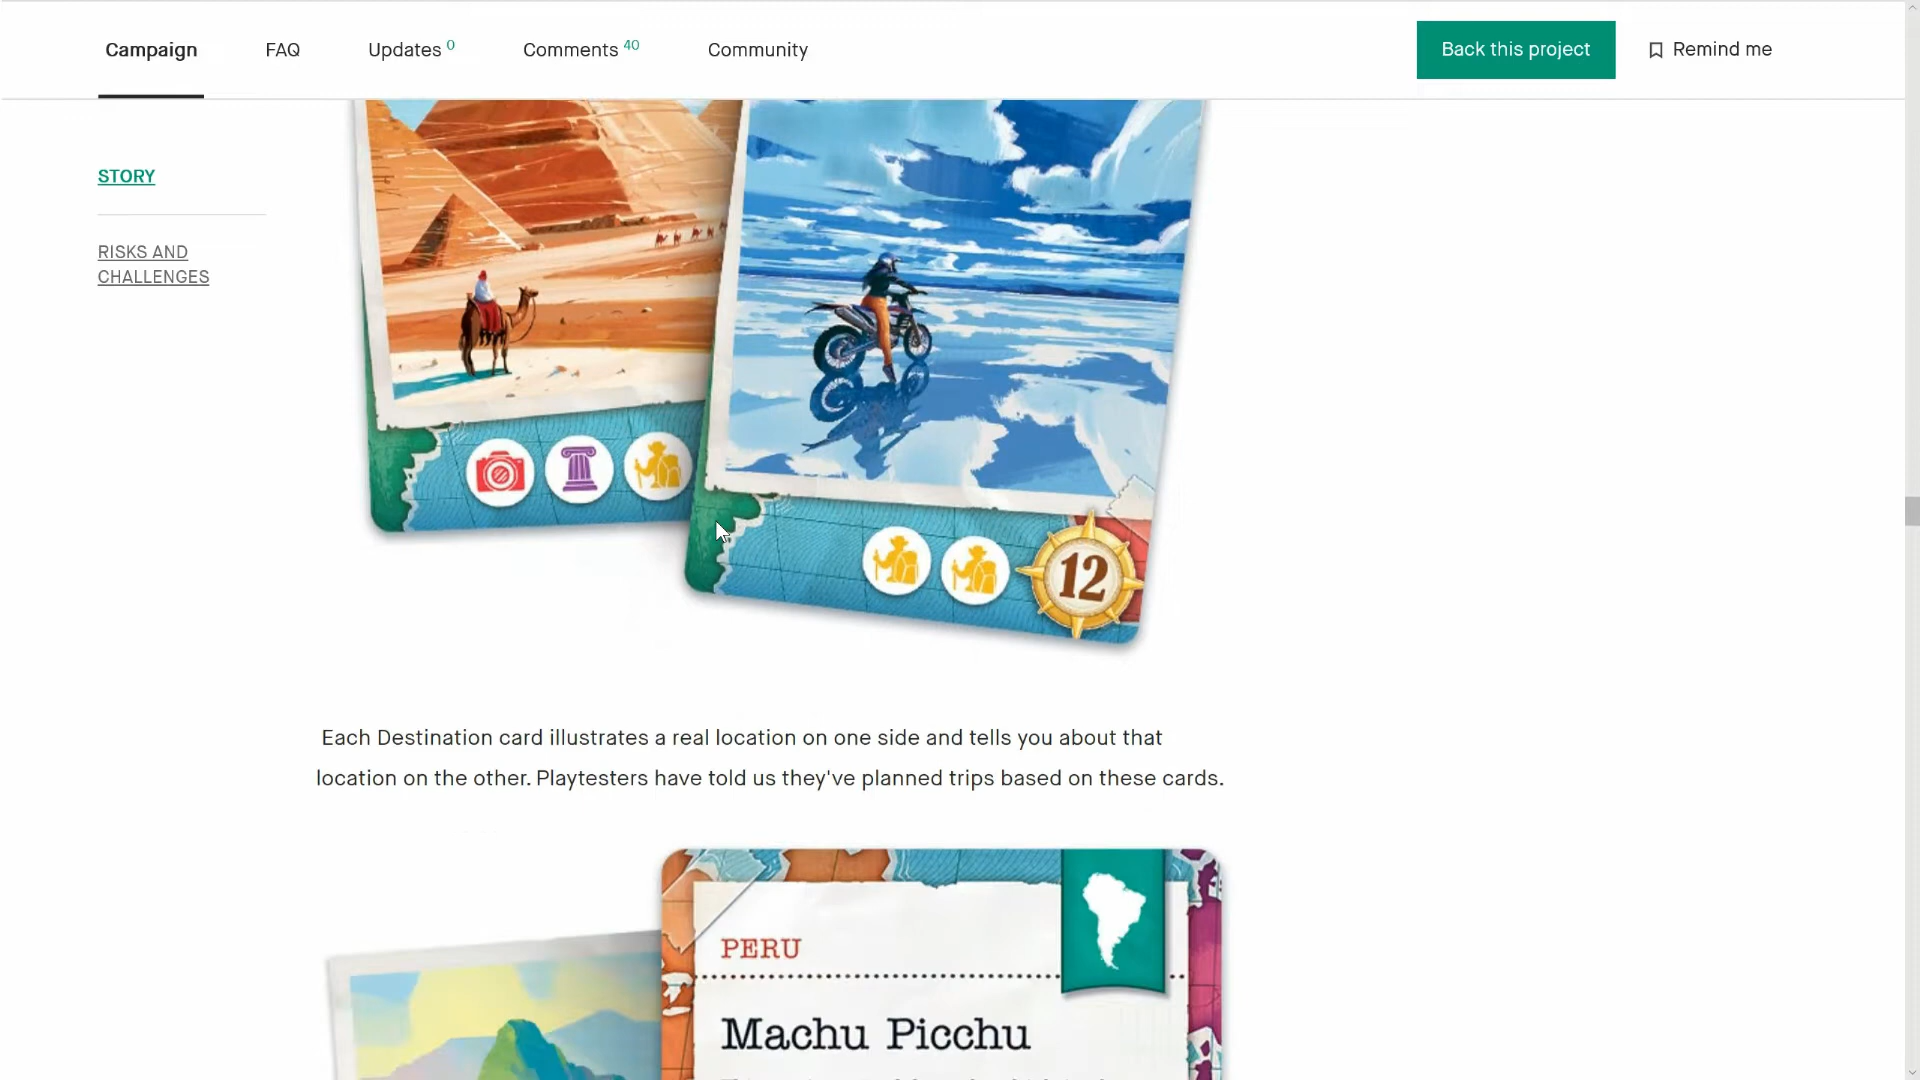 Campaign
FAQ
Updates 0
Comments 40
Community
Back this project
Remind me
STORY
RISKS AND
CHALLENGES
12
Each Destination card illustrates a real location on one side and tells you about that
location on the other. Playtesters have told us they've planned trips based on these cards.
PERU
Machu Picchu